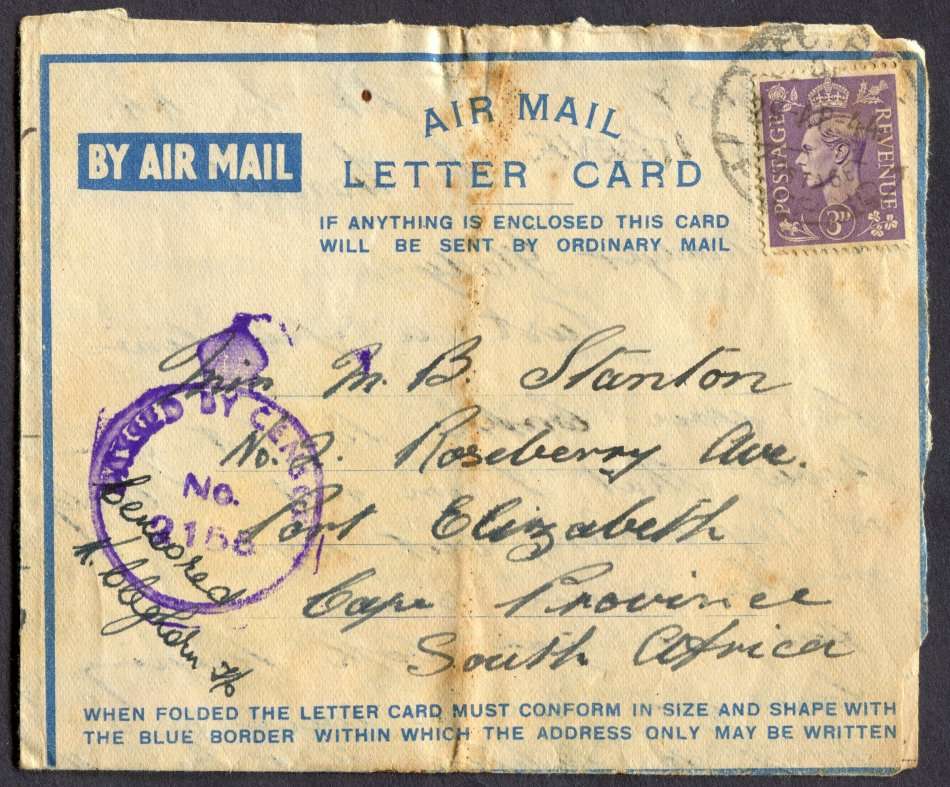 AIR MAIL
BY AIR MAIL
LETTER CARD
IF ANYTHING IS ENCLOSED THIS CARD
WILL BE SENT BY ORDINARY MAIL
POSTAGE
REVENUE
3D
Miss M. B. Stanton
No. Roseberry Ave.
Port Elizabeth
Cape Province
South Africa
PASSED BY CENSOR
No.
censored
WHEN FOLDED THE LETTER CARD MUST CONFORM IN SIZE AND SHAPE WITH
THE BLUE BORDER WITHIN WHICH THE ADDRESS ONLY MAY BE WRITTEN